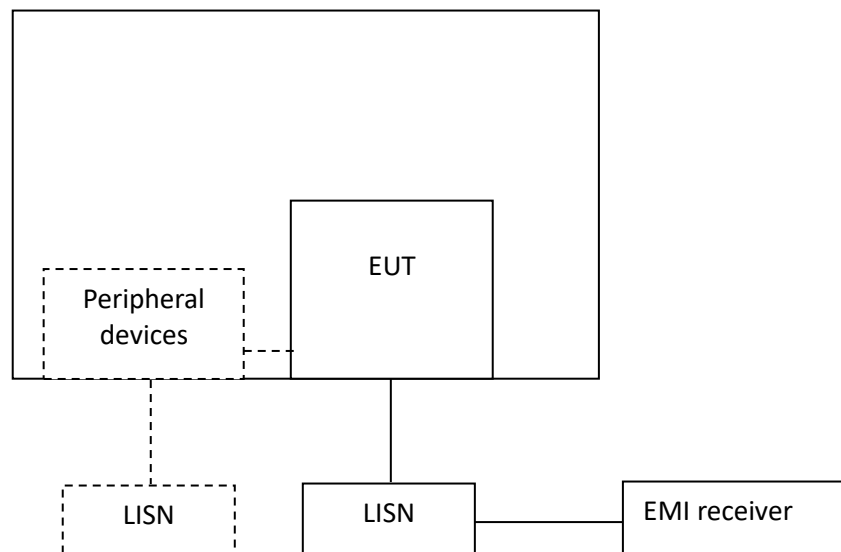 EUT
Peripheral
devices
LISN
LISN
EMI receiver